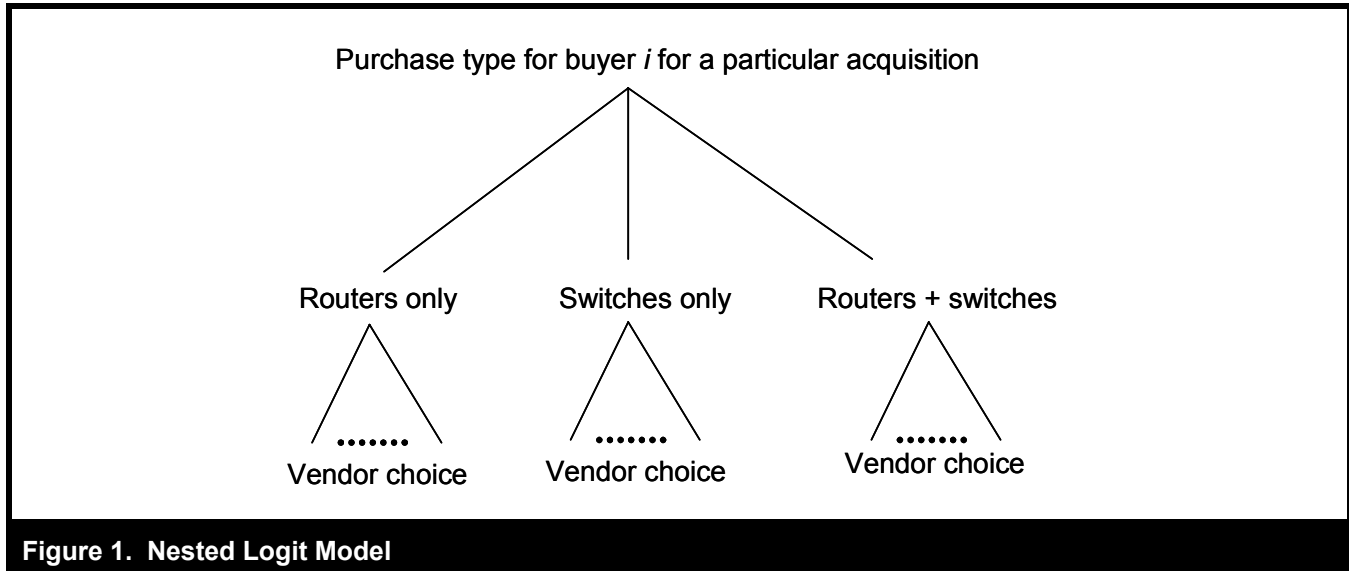 Purchase type for buyer i for a particular acquisition
Routers only
Switches only
Routers + switches
Vendor choice
Vendor choice
Vendor choice
Figure 1. Nested Logit Model